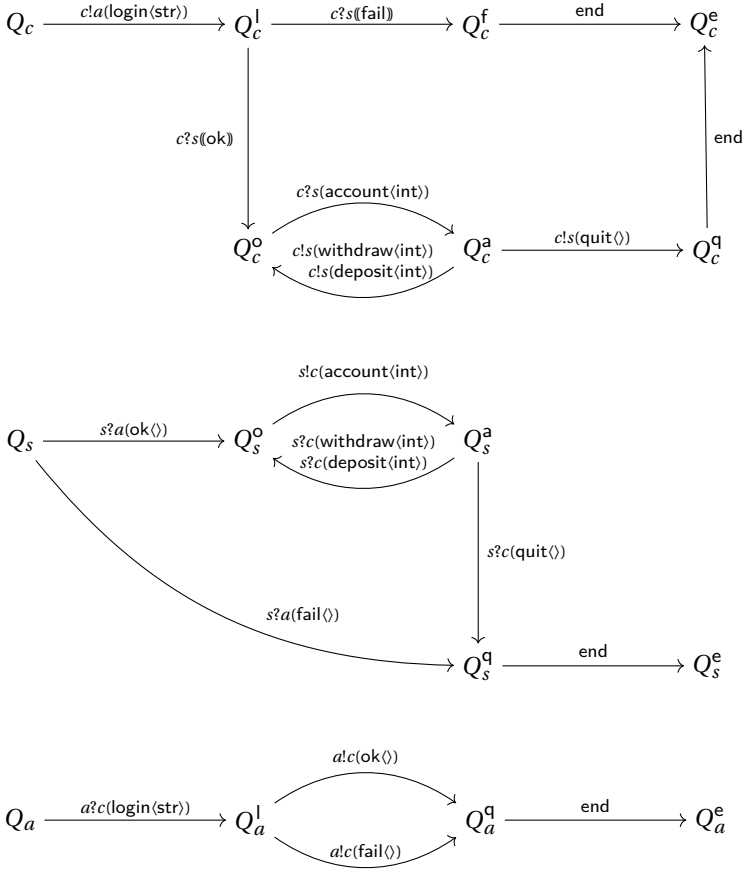 Q_c c!a(login⟨str⟩) Q_c^l c?s⸨fail⸩ Q_c^f end Q_c^e
c?s⸨ok⸩ end
c?s(account⟨int⟩)
Q_c^o c!s(withdraw⟨int⟩) Q_c^a c!s(quit⟨⟩) Q_c^q
c!s(deposit⟨int⟩)
s!c(account⟨int⟩)
Q_s s?a(ok⟨⟩) Q_s^o s?c(withdraw⟨int⟩) Q_s^a
s?c(deposit⟨int⟩)
s?c(quit⟨⟩)
s?a(fail⟨⟩)
Q_s^q end Q_s^e
a!c(ok⟨⟩)
Q_a a?c(login⟨str⟩) Q_a^l Q_a^q end Q_a^e
a!c(fail⟨⟩)